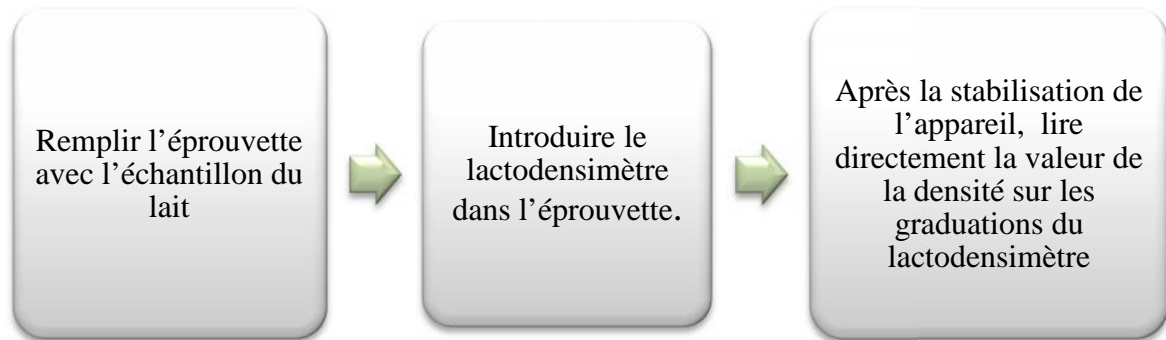 Remplir l’éprouvette
avec l’échantillon du
lait
Introduire le
lactodensimètre
dans l’éprouvette.
Après la stabilisation de
l’appareil, lire
directement la valeur de
la densité sur les
graduations du
lactodensimètre